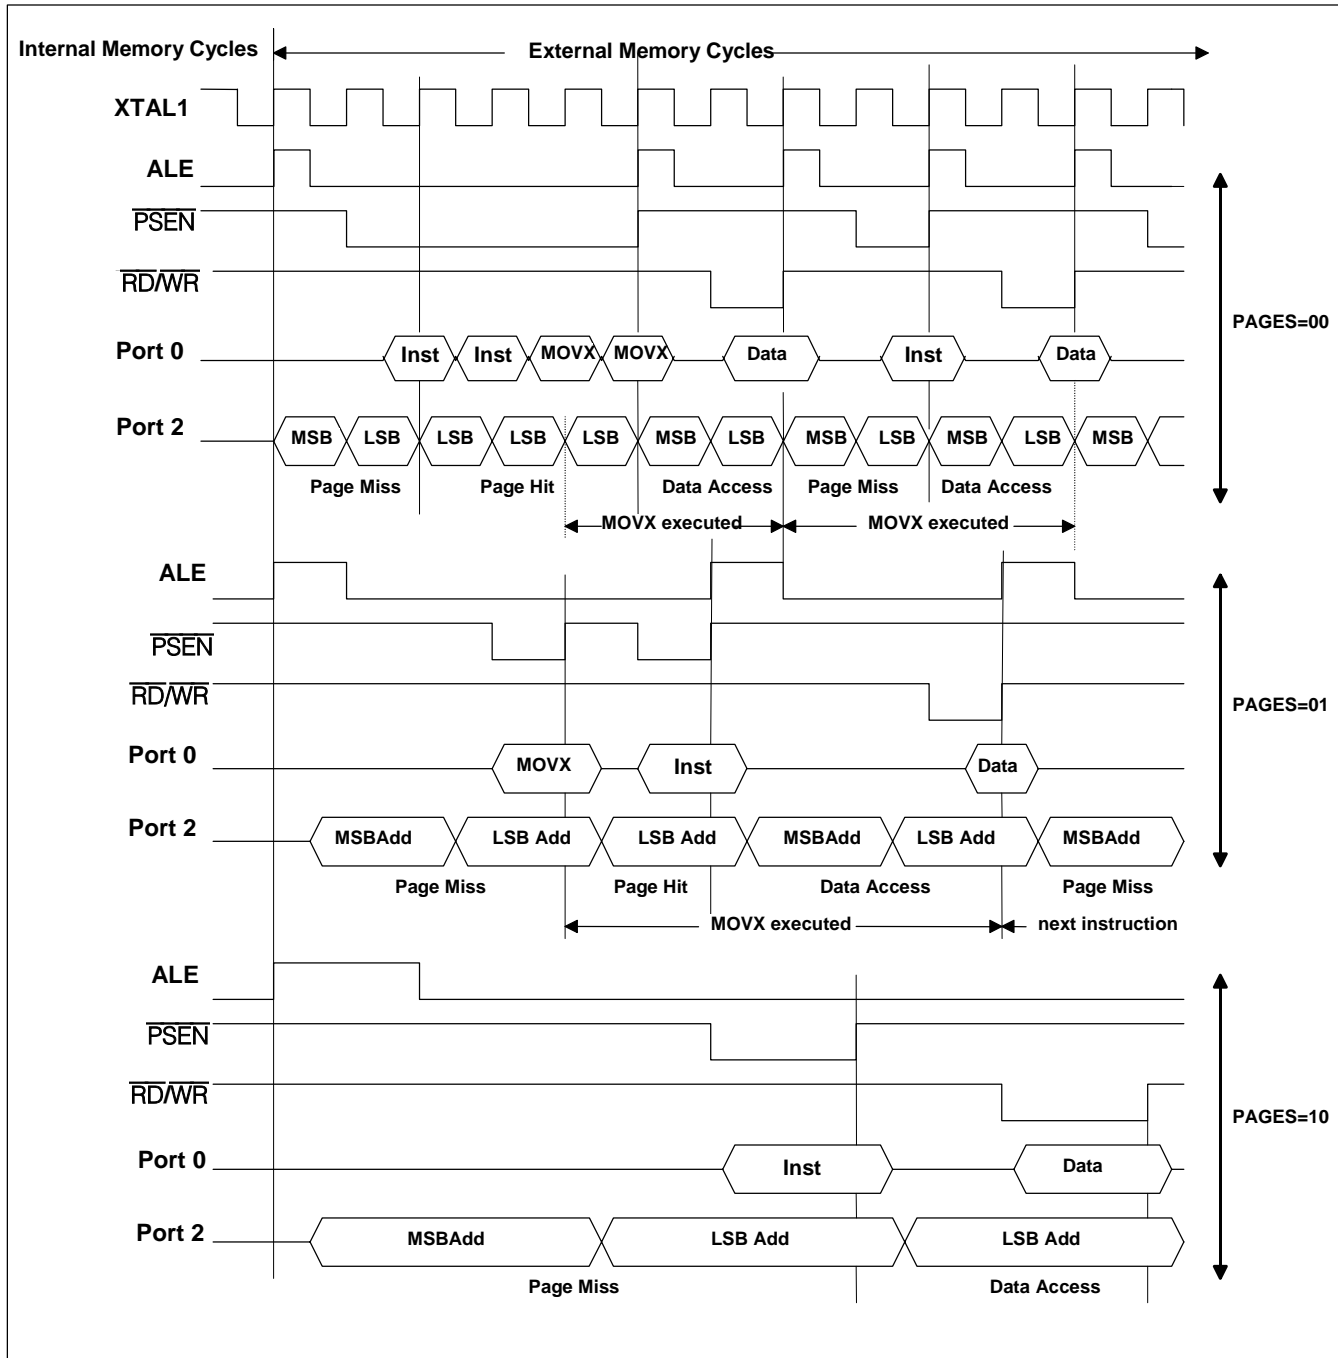 Internal Memory Cycles External Memory Cycles
XTAL1
ALE
PSEN
RD/WR
PAGES=00
Port 0 Inst Inst MOVX MOVX Data Inst Data
Port 2 MSB LSB LSB LSB LSB MSB LSB MSB LSB MSB LSB MSB
Page Miss Page Hit Data Access Page Miss Data Access
MOVX executed MOVX executed
ALE
PSEN
RD/WR
PAGES=01
Port 0 MOVX Inst Data
Port 2 MSBAdd LSB Add LSB Add MSBAdd LSB Add MSBAdd
Page Miss Page Hit Data Access Page Miss
MOVX executed next instruction
ALE
PSEN
RD/WR
PAGES=10
Port 0 Inst Data
Port 2 MSBAdd LSB Add LSB Add
Page Miss Data Access